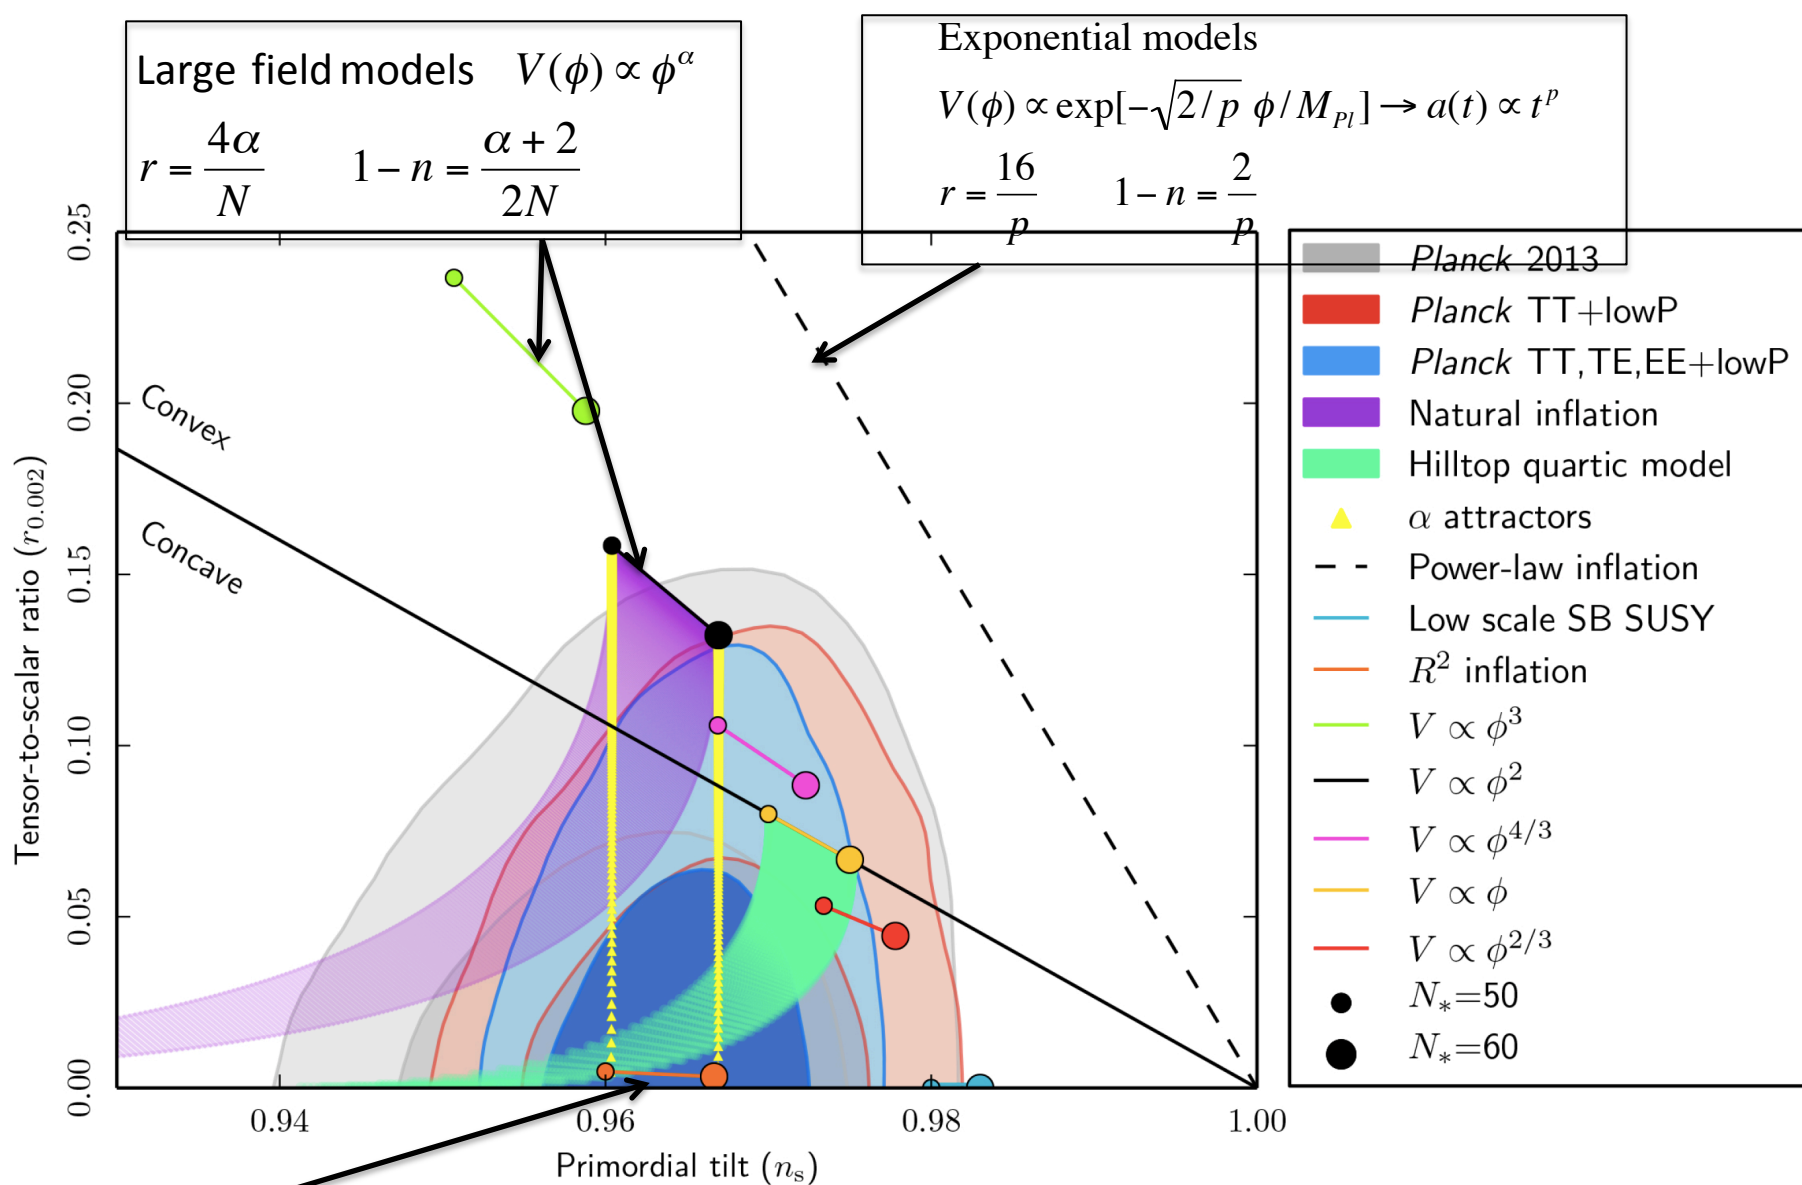 Large field models V(ϕ) ∝ ϕ^α
r = 4α/N 1 − n = (α + 2)/2N
Exponential models
V(ϕ) ∝ exp[−√(2/p) ϕ/M_Pl] → a(t) ∝ t^p
r = 16/p 1 − n = 2/p
Tensor-to-scalar ratio (r_0.002)
0.25
0.20
0.15
0.10
0.05
0.00
Convex
Concave
0.94
0.96
0.98
1.00
Primordial tilt (n_s)
Planck 2013
Planck TT+lowP
Planck TT,TE,EE+lowP
Natural inflation
Hilltop quartic model
α attractors
Power-law inflation
Low scale SB SUSY
R² inflation
V ∝ ϕ³
V ∝ ϕ²
V ∝ ϕ^4/3
V ∝ ϕ
V ∝ ϕ^2/3
N_*=50
N_*=60